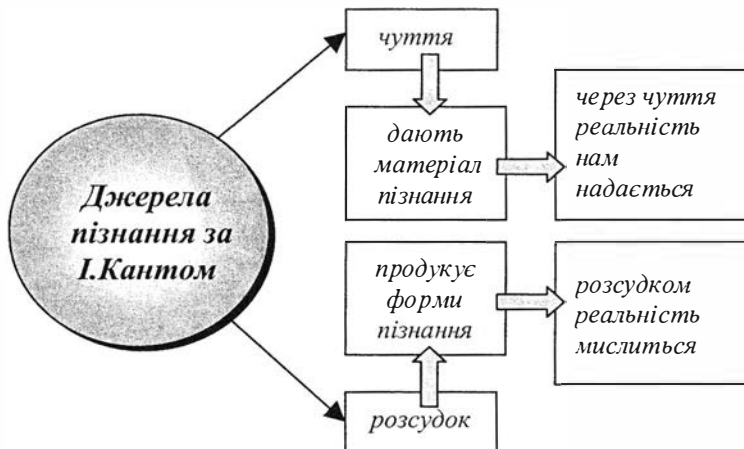 чуття
дають
матеріал
пізнання
через чуття
реальність
нам
надається
Джерела
пізнання за
І.Кантом
продукує
форми
пізнання
розсудком
реальність
мислиться
розсудок